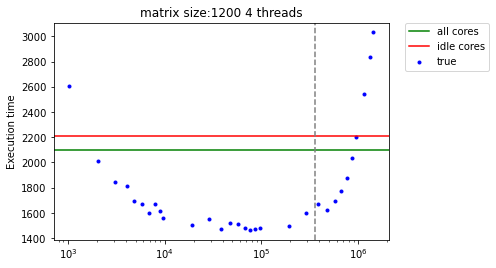 matrix size:1200 4 threads
all cores
idle cores
true
3000
2800
2600
2400
2200
2000
1800
1600
1400
Execution time
10³
10⁴
10⁵
10⁶